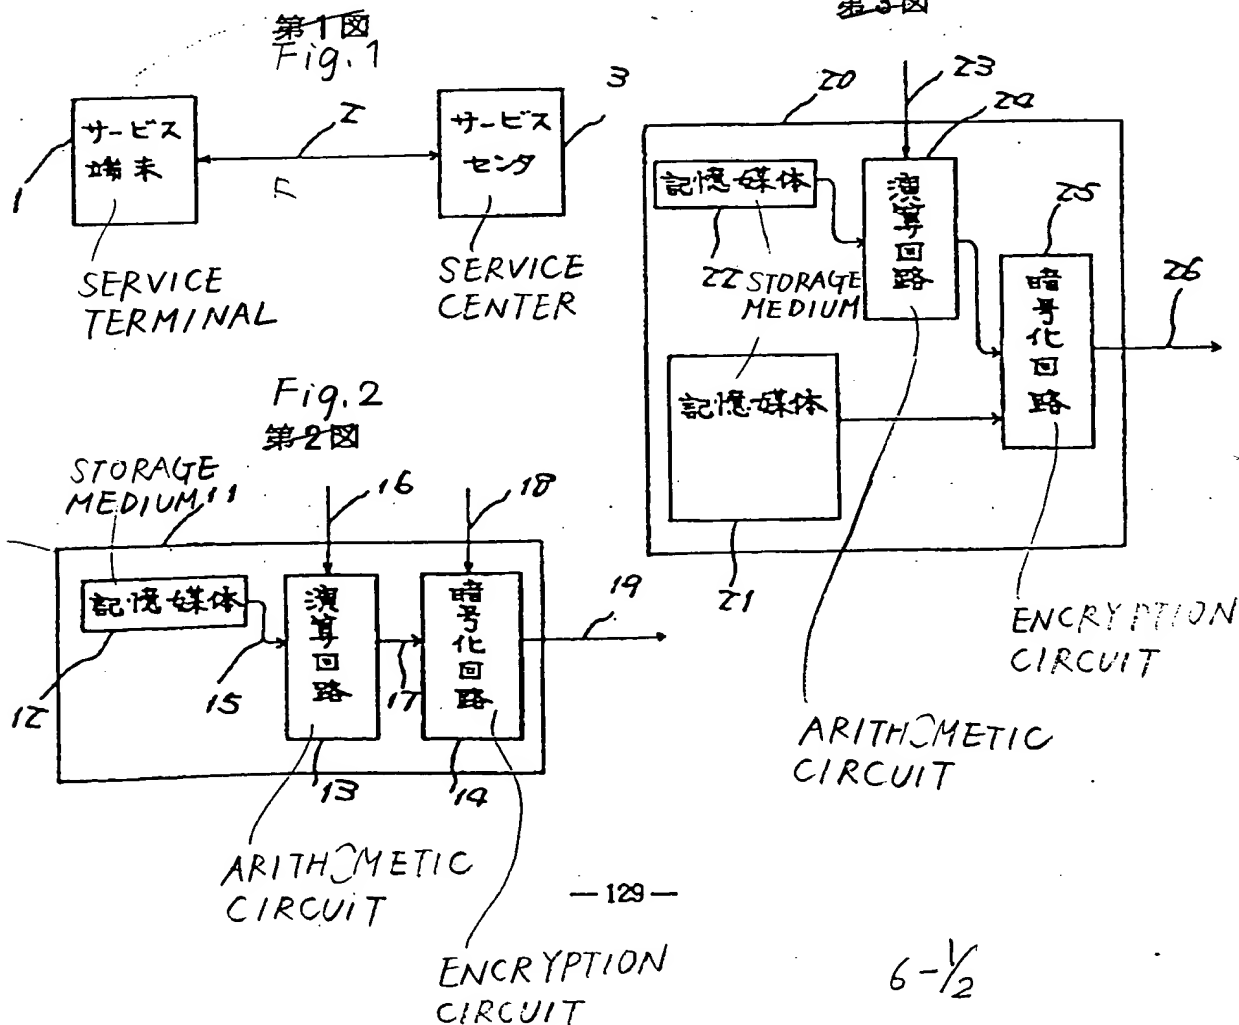 第1図
Fig.1
サービス
端末
1
2
サービス
センタ
3
SERVICE
TERMINAL
SERVICE
CENTER
Fig.2
第2図
STORAGE
MEDIUM
11
16
18
記憶媒体
演算回路
暗号化回路
12
15
17
19
13
14
ARITHMETIC
CIRCUIT
ENCRYPTION
CIRCUIT
第3図
20
23
24
記憶媒体
演算回路
22
STORAGE
MEDIUM
25
暗号化回路
26
記憶媒体
21
ENCRYPTION
CIRCUIT
ARITHMETIC
CIRCUIT
—129—
6-1/2